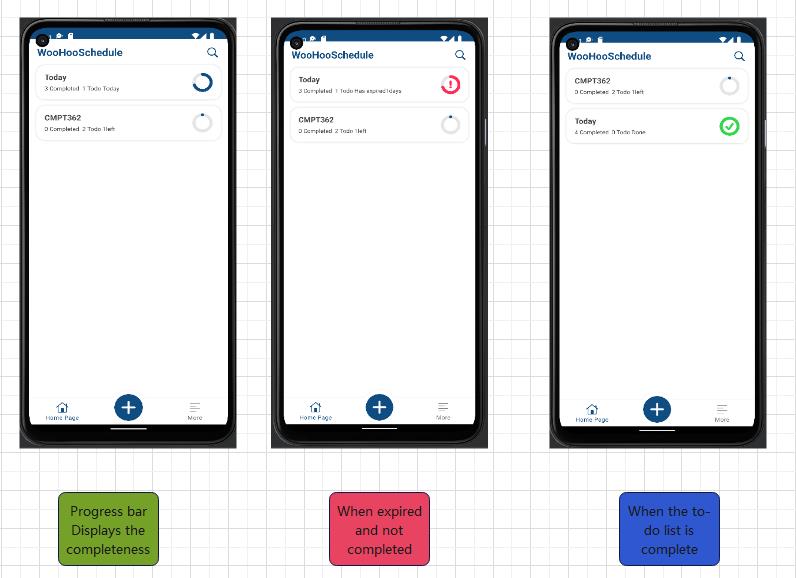 WooHooSchedule
Today
3 Completed 1 Todo Today
CMPT362
0 Completed 2 Todo 1left
Home Page
More
WooHooSchedule
Today
3 Completed 1 Todo Has expired1days
CMPT362
0 Completed 2 Todo 1left
Home Page
More
WooHooSchedule
CMPT362
0 Completed 2 Todo 1left
Today
4 Completed 0 Todo Done
Home Page
More
Progress bar
Displays the
completeness
When expired
and not
completed
When the to-
do list is
complete